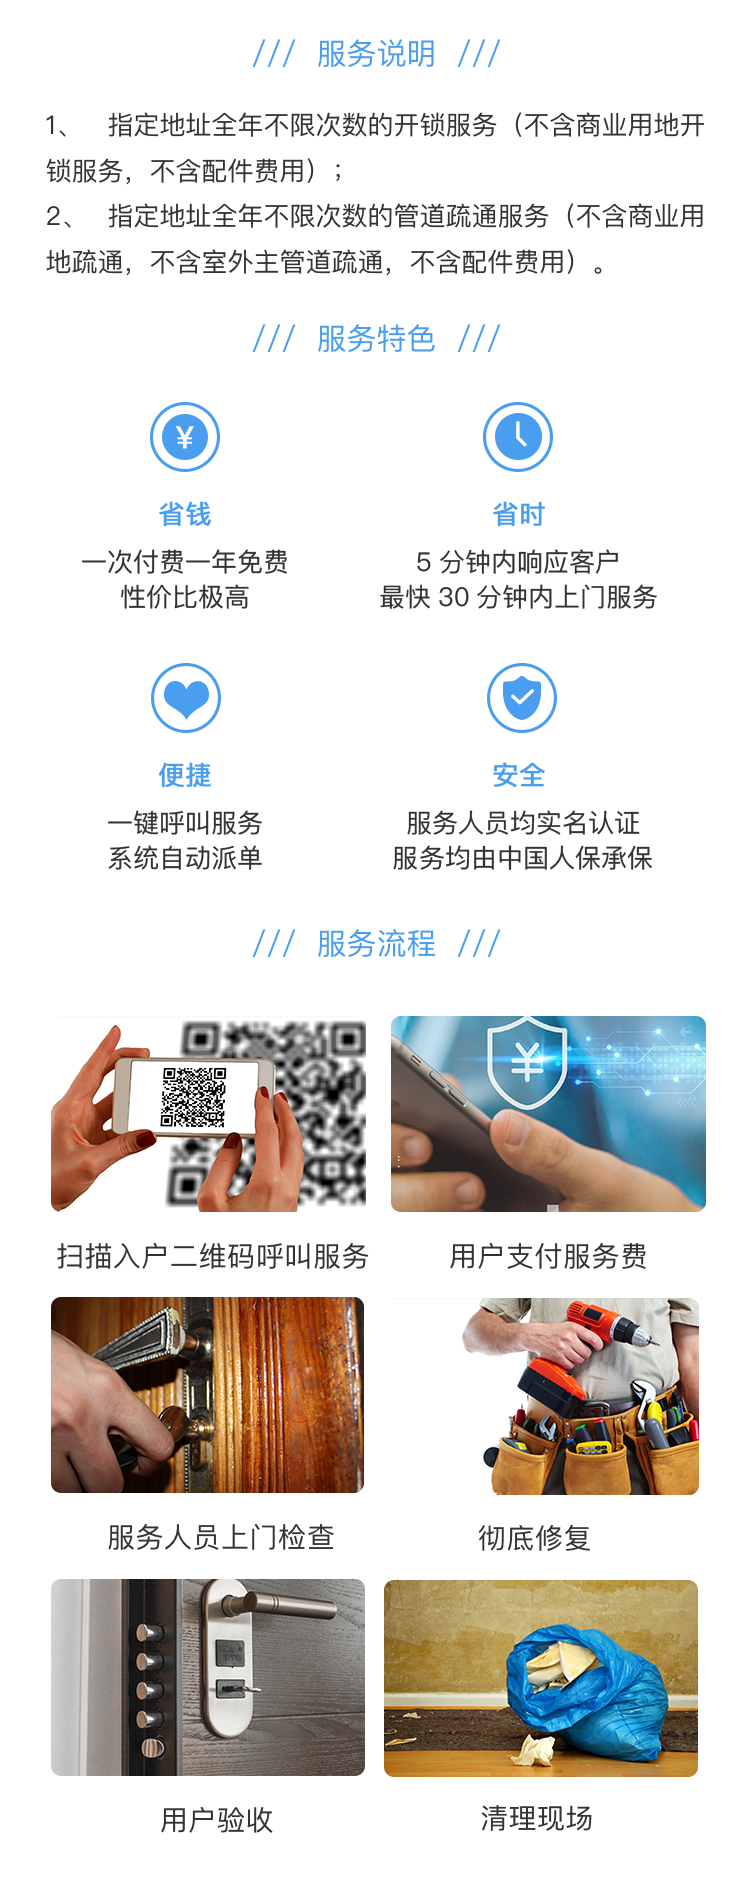 /// 服务说明 ///
1、 指定地址全年不限次数的开锁服务（不含商业用地开
锁服务，不含配件费用）；
2、 指定地址全年不限次数的管道疏通服务（不含商业用
地疏通，不含室外主管道疏通，不含配件费用）。
/// 服务特色 ///
¥
省钱
一次付费一年免费
性价比极高
省时
5 分钟内响应客户
最快 30 分钟内上门服务
便捷
一键呼叫服务
系统自动派单
安全
服务人员均实名认证
服务均由中国人保承保
/// 服务流程 ///
¥
扫描入户二维码呼叫服务
用户支付服务费
服务人员上门检查
彻底修复
用户验收
清理现场